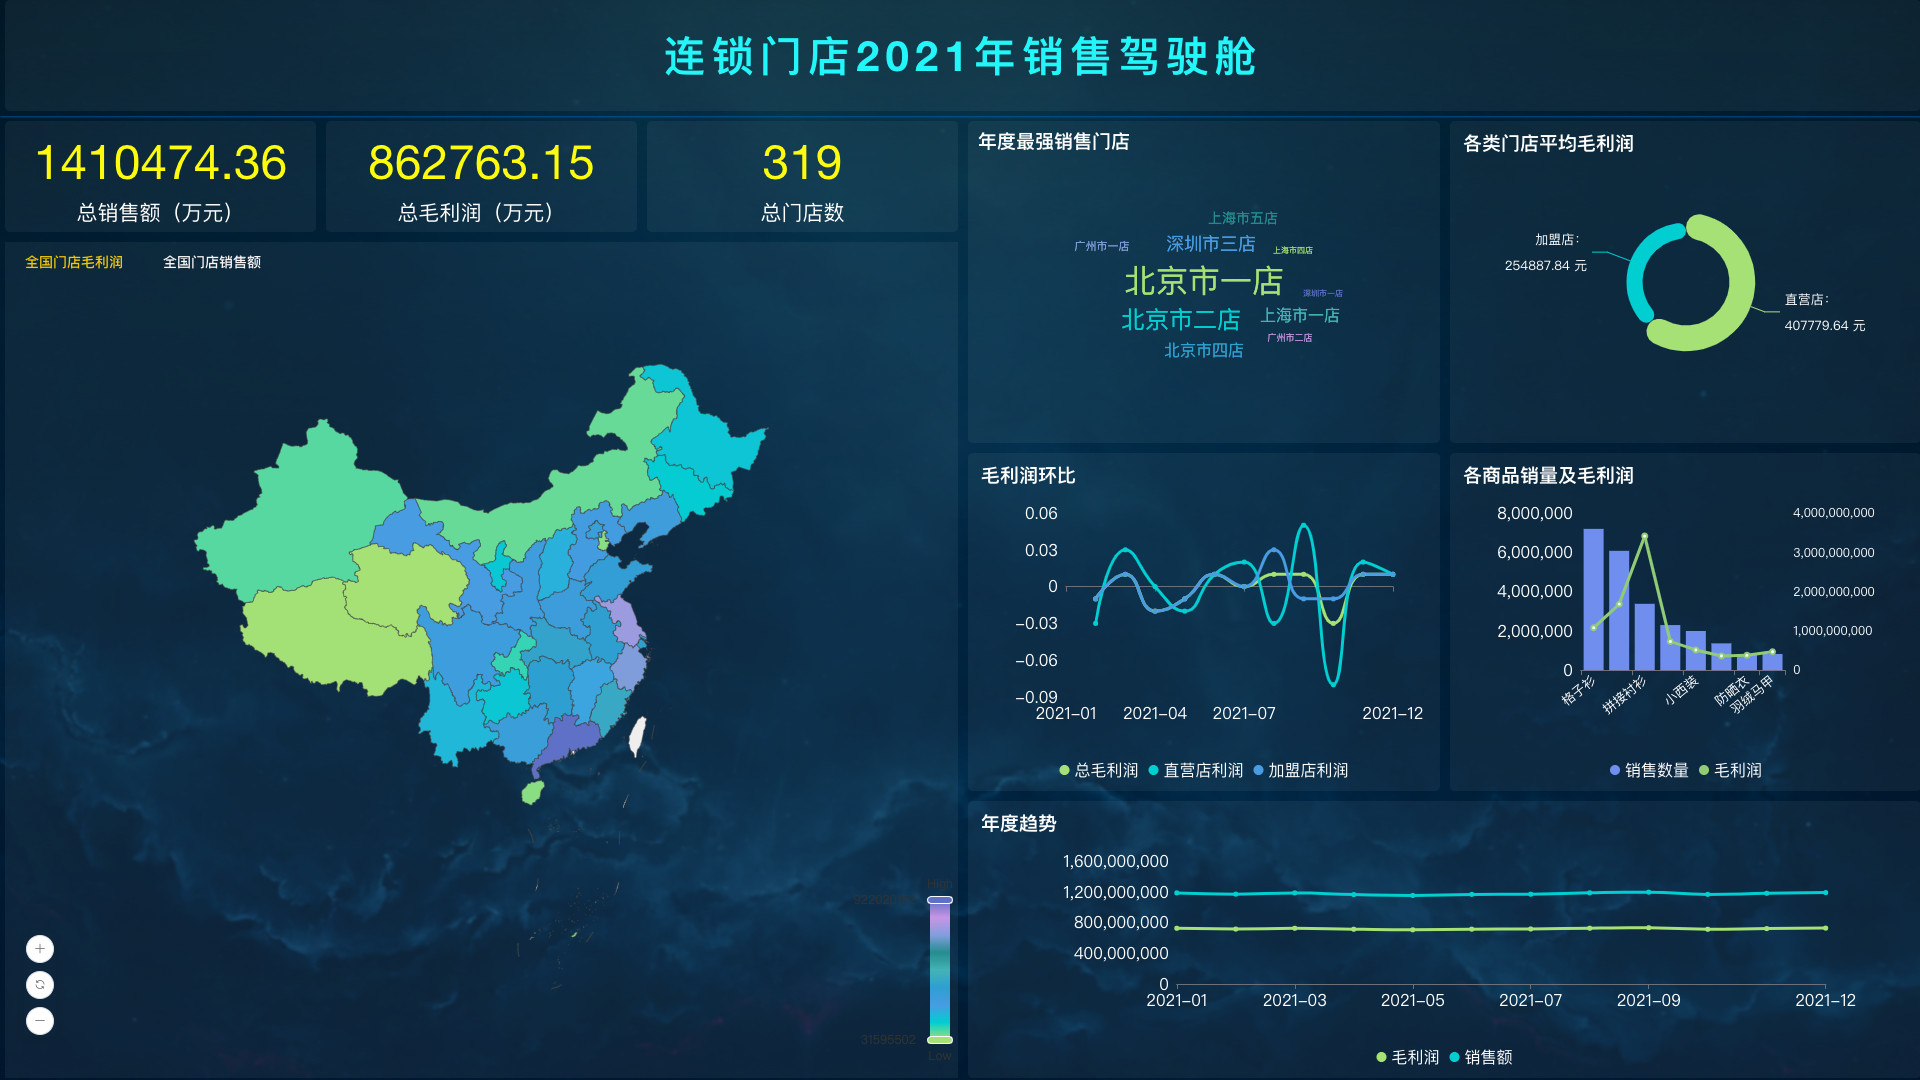 连锁门店2021年销售驾驶舱
1410474.36
总销售额（万元）
862763.15
总毛利润（万元）
319
总门店数
全国门店毛利润
全国门店销售额
High
31595502
Low
年度最强销售门店
上海市五店
广州市一店
深圳市三店
上海市四店
北京市一店
深圳市一店
北京市二店
上海市一店
广州市二店
北京市四店
各类门店平均毛利润
加盟店:
254887.84 元
直营店:
407779.64 元
毛利润环比
0.06
0.03
0
−0.03
−0.06
−0.09
2021−01
2021−04
2021−07
2021−12
总毛利润
直营店利润
加盟店利润
各商品销量及毛利润
8,000,000
6,000,000
4,000,000
2,000,000
0
4,000,000,000
3,000,000,000
2,000,000,000
1,000,000,000
0
格子衫
拼接衬衫
小西装
防晒衣
羽绒马甲
销售数量
毛利润
年度趋势
1,600,000,000
1,200,000,000
800,000,000
400,000,000
0
2021−01
2021−03
2021−05
2021−07
2021−09
2021−12
毛利润
销售额